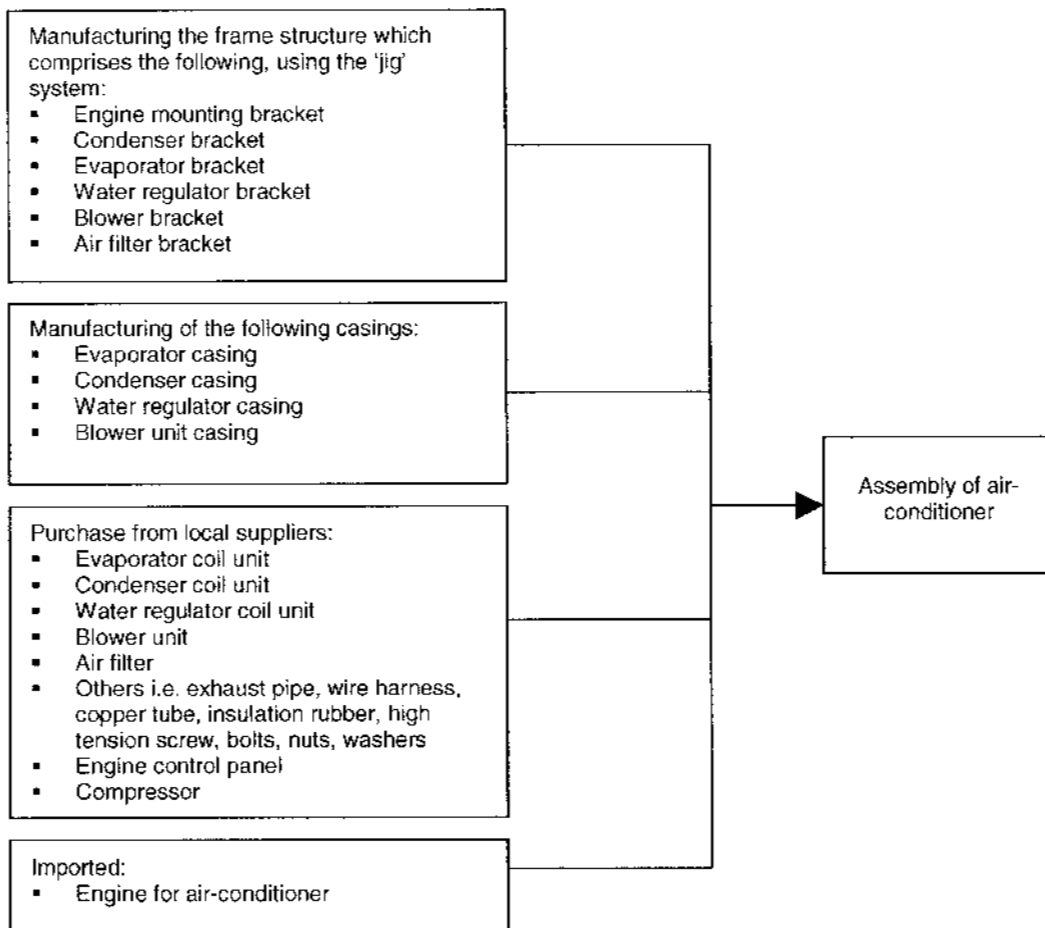 Manufacturing the frame structure which
comprises the following, using the 'jig'
system:
▪ Engine mounting bracket
▪ Condenser bracket
▪ Evaporator bracket
▪ Water regulator bracket
▪ Blower bracket
▪ Air filter bracket
Manufacturing of the following casings:
▪ Evaporator casing
▪ Condenser casing
▪ Water regulator casing
▪ Blower unit casing
Purchase from local suppliers:
▪ Evaporator coil unit
▪ Condenser coil unit
▪ Water regulator coil unit
▪ Blower unit
▪ Air filter
▪ Others i.e. exhaust pipe, wire harness,
copper tube, insulation rubber, high
tension screw, bolts, nuts, washers
▪ Engine control panel
▪ Compressor
Imported:
▪ Engine for air-conditioner
Assembly of air-
conditioner